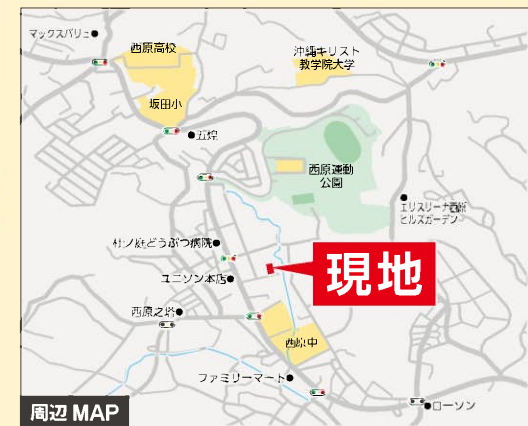 マックスバリュ
西原高校
沖縄キリスト
教学院大学
坂田小
五煌
西原運動
公園
エリスリーナ西原
ヒルズガーデン
杜ノ庭どうぶつ病院
現地
ユニソン本店
西原之塔
西原中
ファミリーマート
ローソン
周辺 MAP